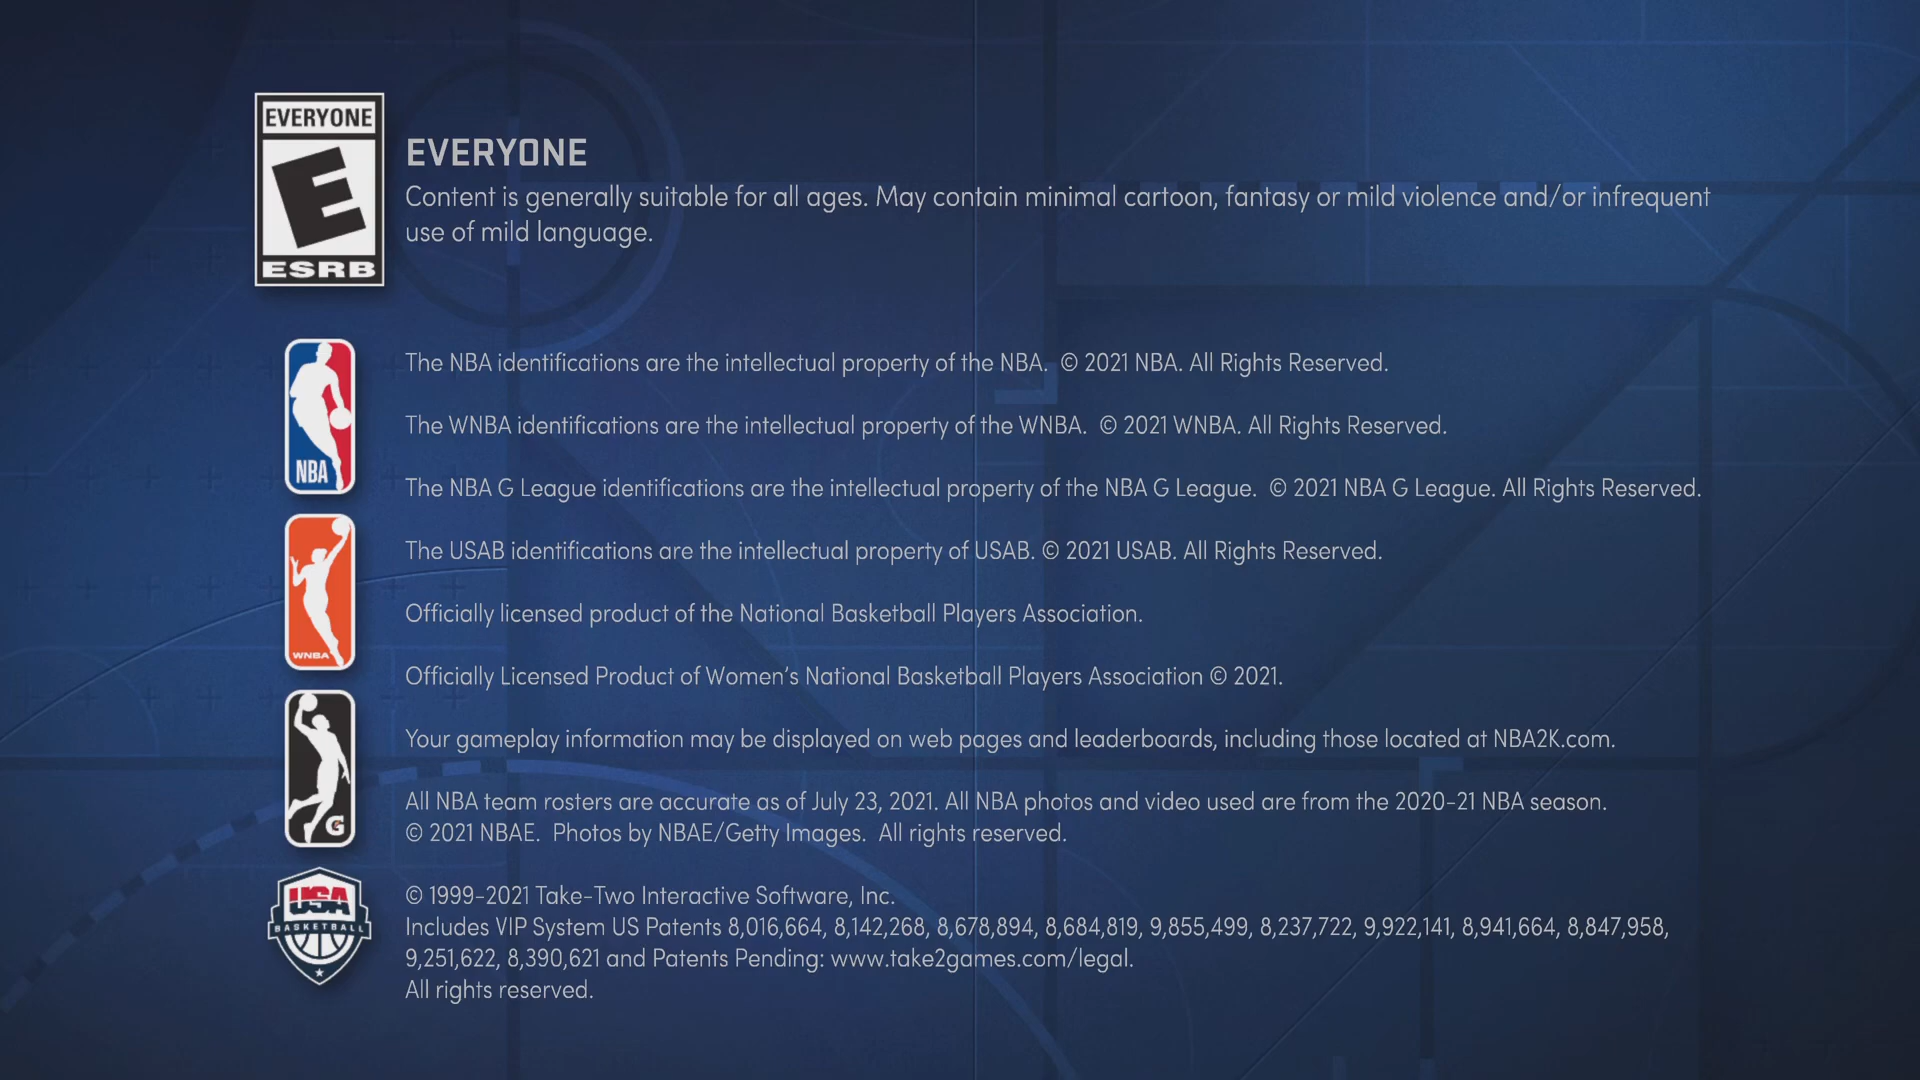 EVERYONE
E
ESRB
EVERYONE
Content is generally suitable for all ages. May contain minimal cartoon, fantasy or mild violence and/or infrequent
use of mild language.
NBA
The NBA identifications are the intellectual property of the NBA.  © 2021 NBA. All Rights Reserved.
The WNBA identifications are the intellectual property of the WNBA.  © 2021 WNBA. All Rights Reserved.
The NBA G League identifications are the intellectual property of the NBA G League.  © 2021 NBA G League. All Rights Reserved.
WNBA
The USAB identifications are the intellectual property of USAB. © 2021 USAB. All Rights Reserved.
Officially licensed product of the National Basketball Players Association.
Officially Licensed Product of Women’s National Basketball Players Association © 2021.
G
Your gameplay information may be displayed on web pages and leaderboards, including those located at NBA2K.com.
All NBA team rosters are accurate as of July 23, 2021. All NBA photos and video used are from the 2020-21 NBA season.
© 2021 NBAE.  Photos by NBAE/Getty Images.  All rights reserved.
USA
BASKETBALL
© 1999-2021 Take-Two Interactive Software, Inc.
Includes VIP System US Patents 8,016,664, 8,142,268, 8,678,894, 8,684,819, 9,855,499, 8,237,722, 9,922,141, 8,941,664, 8,847,958,
9,251,622, 8,390,621 and Patents Pending: www.take2games.com/legal.
All rights reserved.